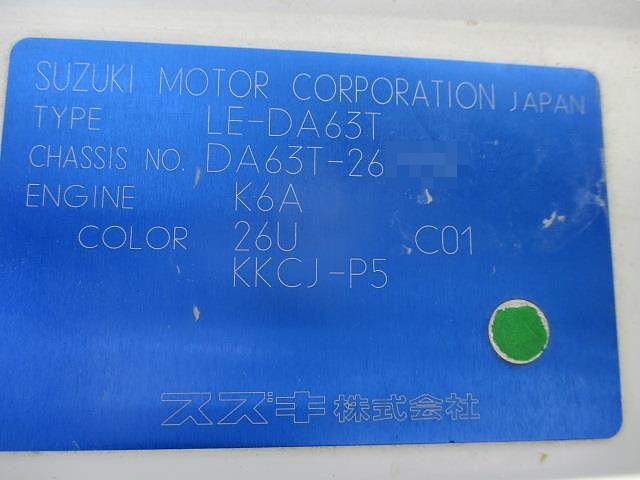 SUZUKI MOTOR CORPORATION JAPAN
TYPE LE-DA63T
CHASSIS NO. DA63T-26
ENGINE K6A
COLOR 26U C01
KKCJ-P5
スズキ株式会社